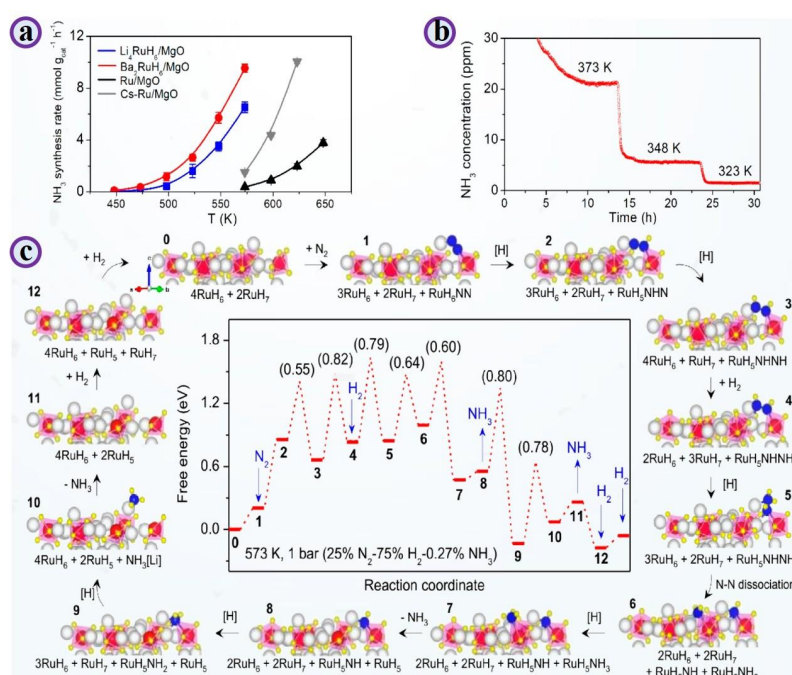 a
NH3 synthesis rate (mmol gcat⁻¹ h⁻¹)
12
8
4
0
Li4RuH6/MgO
Ba2RuH6/MgO
Ru/MgO
Cs-Ru/MgO
450 500 550 600 650
T (K)
b
NH3 concentration (ppm)
30
20
10
0
373 K
348 K
323 K
0 5 10 15 20 25 30
Time (h)
c
+ H2
0
4RuH6 + 2RuH7
+ N2
1
3RuH6 + 2RuH7 + RuH6NN
[H]
2
3RuH6 + 2RuH7 + RuH5NHN
[H]
3
4RuH6 + RuH7 + RuH5NHNH
+ H2
4
2RuH6 + 3RuH7 + RuH5NHNH
[H]
5
3RuH6 + 2RuH7 + RuH5NHNH
N-N dissociation
6
2RuH6 + 2RuH7
[H]
7
2RuH6 + 2RuH7 + RuH5NH + RuH5NH3
- NH3
8
2RuH6 + 2RuH7 + RuH5NH + RuH5
[H]
9
3RuH6 + RuH7 + RuH5NH2 + RuH5
[H]
10
4RuH6 + 2RuH5 + NH3[Li]
- NH3
11
4RuH6 + 2RuH5
+ H2
12
4RuH6 + RuH5 + RuH7
Free energy (eV)
1.8
1.2
0.6
0.0
(0.55)
(0.82)
(0.79)
(0.64)
(0.60)
(0.80)
(0.78)
N2
H2
NH3
NH3
H2
H2
0
1
2
3
4
5
6
7
8
9
10
11
12
573 K, 1 bar (25% N2-75% H2-0.27% NH3)
Reaction coordinate